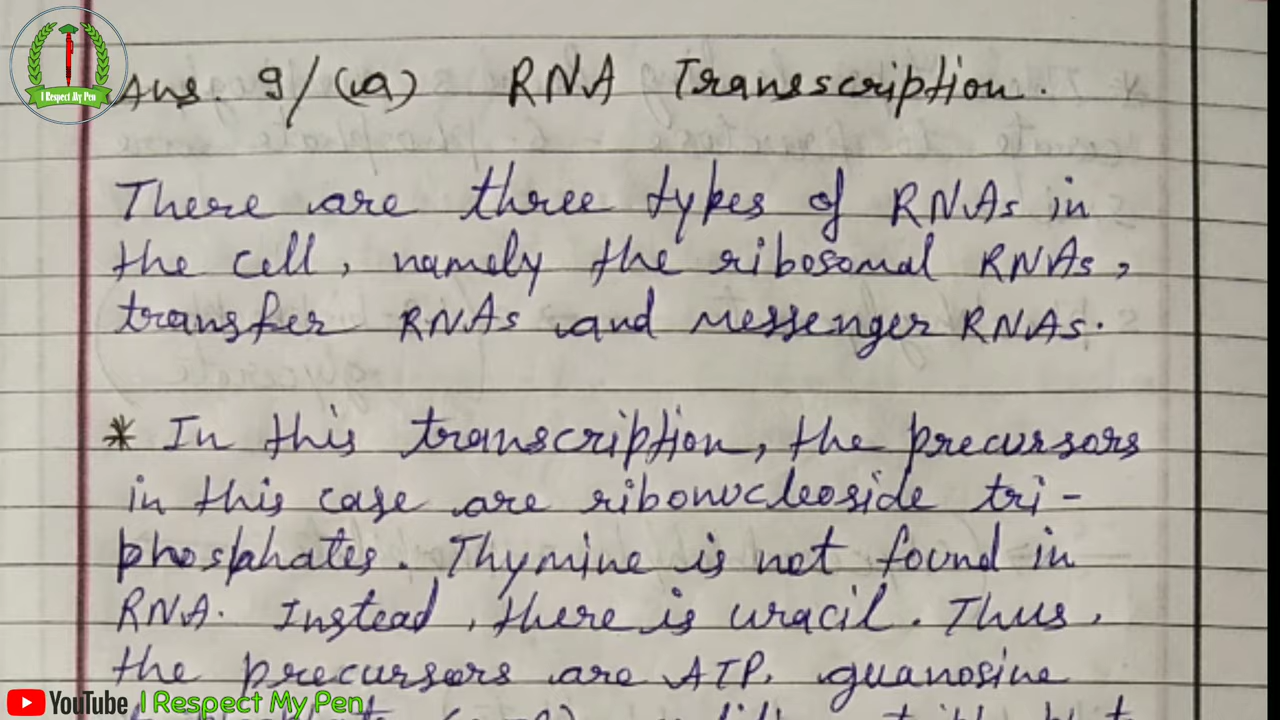 I Respect My Pen
Ans. 9/(a) RNA Transcription.
There are three types of RNAs in
the cell, namely the ribosomal RNAs,
transfer RNAs and messenger RNAs.
* In this transcription, the precursors
in this case are ribonucleoside tri-
phosphates. Thymine is not found in
RNA. Instead, there is uracil. Thus,
the precursors are ATP, guanosine
YouTube I Respect My Pen